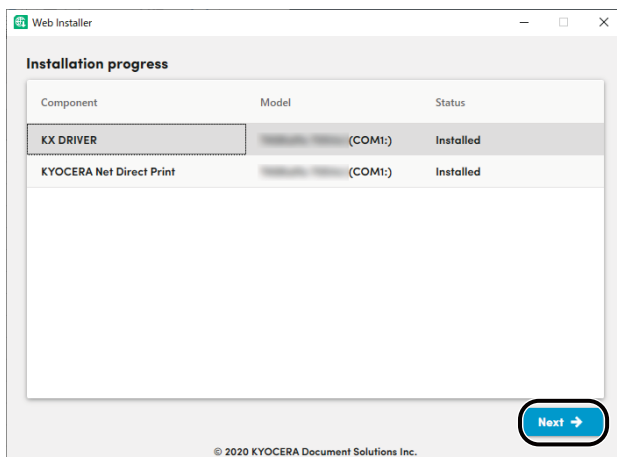 Web Installer
Installation progress
Component Model Status
KX DRIVER (COM1:) Installed
KYOCERA Net Direct Print (COM1:) Installed
Next →
© 2020 KYOCERA Document Solutions Inc.